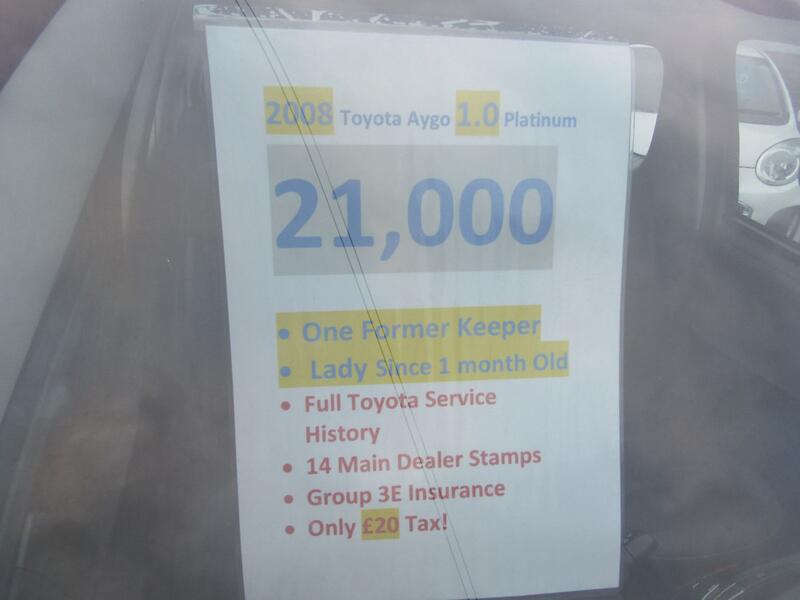 2008 Toyota Aygo 1.0 Platinum
21,000
• One Former Keeper
• Lady Since 1 month Old
• Full Toyota Service
History
• 14 Main Dealer Stamps
• Group 3E Insurance
• Only £20 Tax!